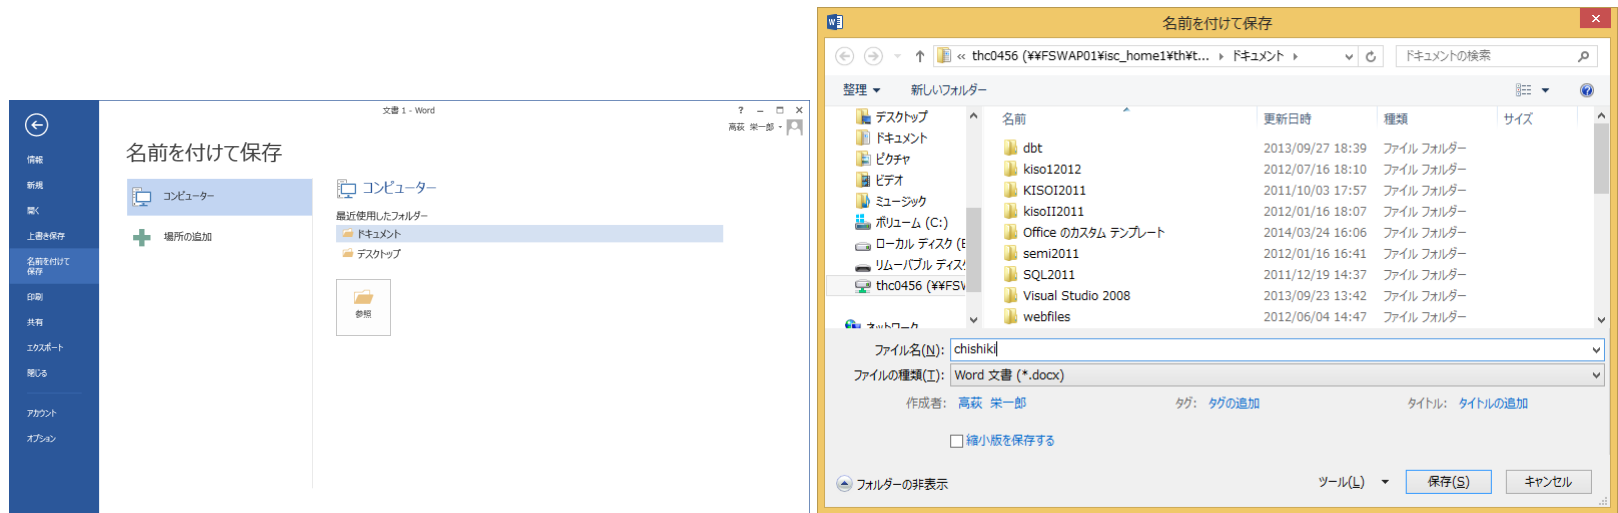 文書 1 - Word
? – □ ×
高萩 栄一郎
情報
新規
開く
上書き保存
名前を付けて
保存
印刷
共有
エクスポート
閉じる
アカウント
オプション
名前を付けて保存
コンピューター
場所の追加
コンピューター
最近使用したフォルダー
ドキュメント
デスクトップ
参照
名前を付けて保存
« thc0456 (¥¥FSWAP01¥isc_home1¥th¥t... ▸ ドキュメント ▸
ドキュメントの検索
整理 ▼ 新しいフォルダー
デスクトップ
ドキュメント
ピクチャ
ビデオ
ミュージック
ボリューム (C:)
ローカル ディスク (E
リムーバブル ディス
thc0456 (¥¥FSW
ネットワーク
名前 更新日時 種類 サイズ
dbt 2013/09/27 18:39 ファイル フォルダー
kiso12012 2012/07/16 18:10 ファイル フォルダー
KISOI2011 2011/10/03 17:57 ファイル フォルダー
kisoII2011 2012/01/16 18:07 ファイル フォルダー
Office のカスタム テンプレート 2014/03/24 16:06 ファイル フォルダー
semi2011 2012/01/16 16:41 ファイル フォルダー
SQL2011 2011/12/19 14:37 ファイル フォルダー
Visual Studio 2008 2013/09/23 13:42 ファイル フォルダー
webfiles 2012/06/04 14:47 ファイル フォルダー
ファイル名(N): chishiki
ファイルの種類(T): Word 文書 (*.docx)
作成者: 高萩 栄一郎 タグ: タグの追加 タイトル: タイトルの追加
縮小版を保存する
フォルダーの非表示 ツール(L) ▼ 保存(S) キャンセル